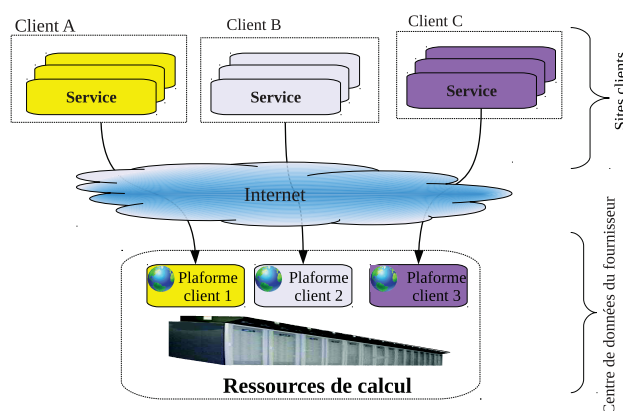 Client A
Client B
Client C
Service
Service
Service
Sites clients
Internet
Plaforme
client 1
Plaforme
client 2
Plaforme
client 3
Ressources de calcul
Centre de données du fournisseur